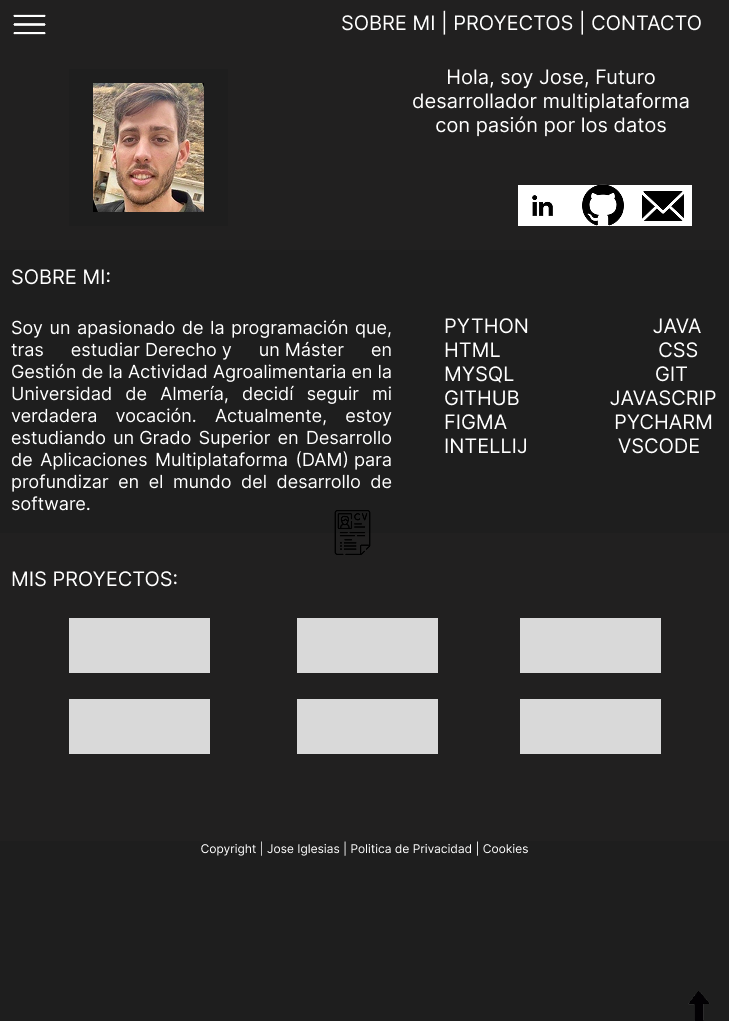 SOBRE MI | PROYECTOS | CONTACTO
Hola, soy Jose, Futuro
desarrollador multiplataforma
con pasión por los datos
in
SOBRE MI:
Soy un apasionado de la programación que,
tras estudiar Derecho y un Máster en
Gestión de la Actividad Agroalimentaria en la
Universidad de Almería, decidí seguir mi
verdadera vocación. Actualmente, estoy
estudiando un Grado Superior en Desarrollo
de Aplicaciones Multiplataforma (DAM) para
profundizar en el mundo del desarrollo de
software.
PYTHON JAVA
HTML CSS
MYSQL GIT
GITHUB JAVASCRIP
FIGMA PYCHARM
INTELLIJ VSCODE
CV
MIS PROYECTOS:
Copyright | Jose Iglesias | Politica de Privacidad | Cookies